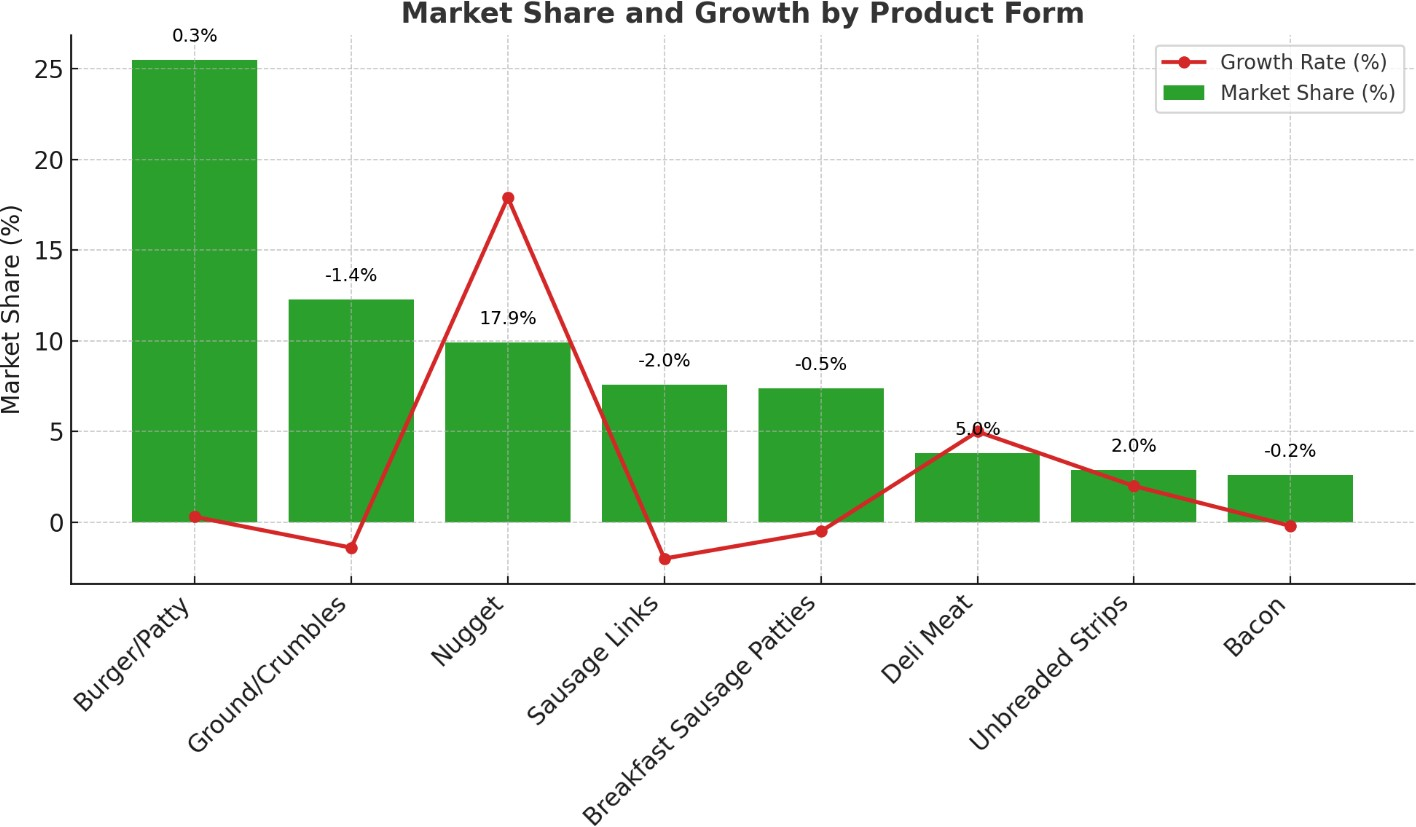 Market Share and Growth by Product Form
0.3%
-1.4%
17.9%
-2.0%
-0.5%
5.0%
2.0%
-0.2%
Growth Rate (%)
Market Share (%)
Market Share (%)
25
20
15
10
5
0
Burger/Patty
Ground/Crumbles
Nugget
Sausage Links
Breakfast Sausage Patties
Deli Meat
Unbreaded Strips
Bacon